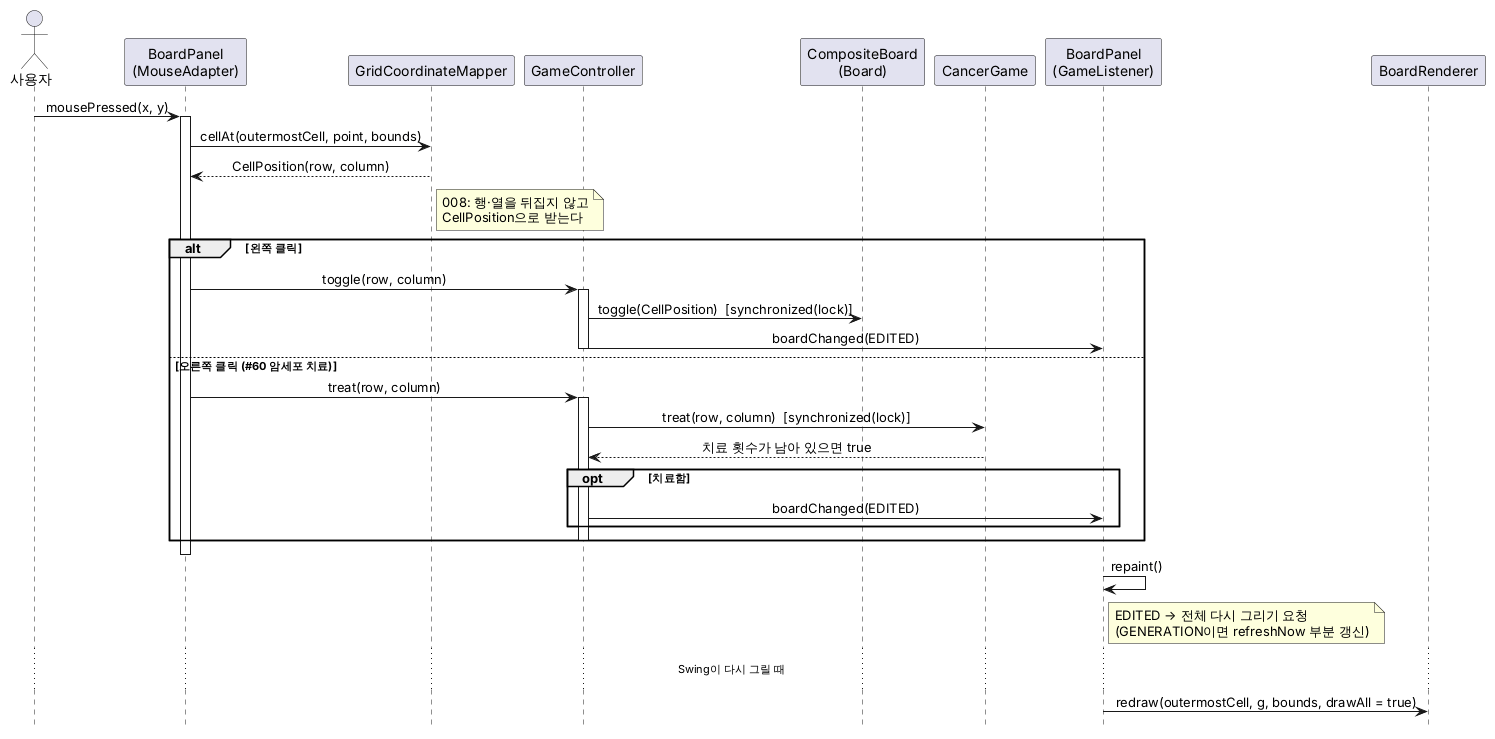 사용자
BoardPanel
(MouseAdapter)
GridCoordinateMapper
GameController
CompositeBoard
(Board)
CancerGame
BoardPanel
(GameListener)
BoardRenderer
mousePressed(x, y)
cellAt(outermostCell, point, bounds)
CellPosition(row, column)
008: 행·열을 뒤집지 않고
CellPosition으로 받는다
alt [왼쪽 클릭]
toggle(row, column)
toggle(CellPosition) [synchronized(lock)]
boardChanged(EDITED)
[오른쪽 클릭 (#60 암세포 치료)]
treat(row, column)
treat(row, column) [synchronized(lock)]
치료 횟수가 남아 있으면 true
opt [치료함]
boardChanged(EDITED)
repaint()
EDITED → 전체 다시 그리기 요청
(GENERATION이면 refreshNow 부분 갱신)
Swing이 다시 그릴 때
redraw(outermostCell, g, bounds, drawAll = true)